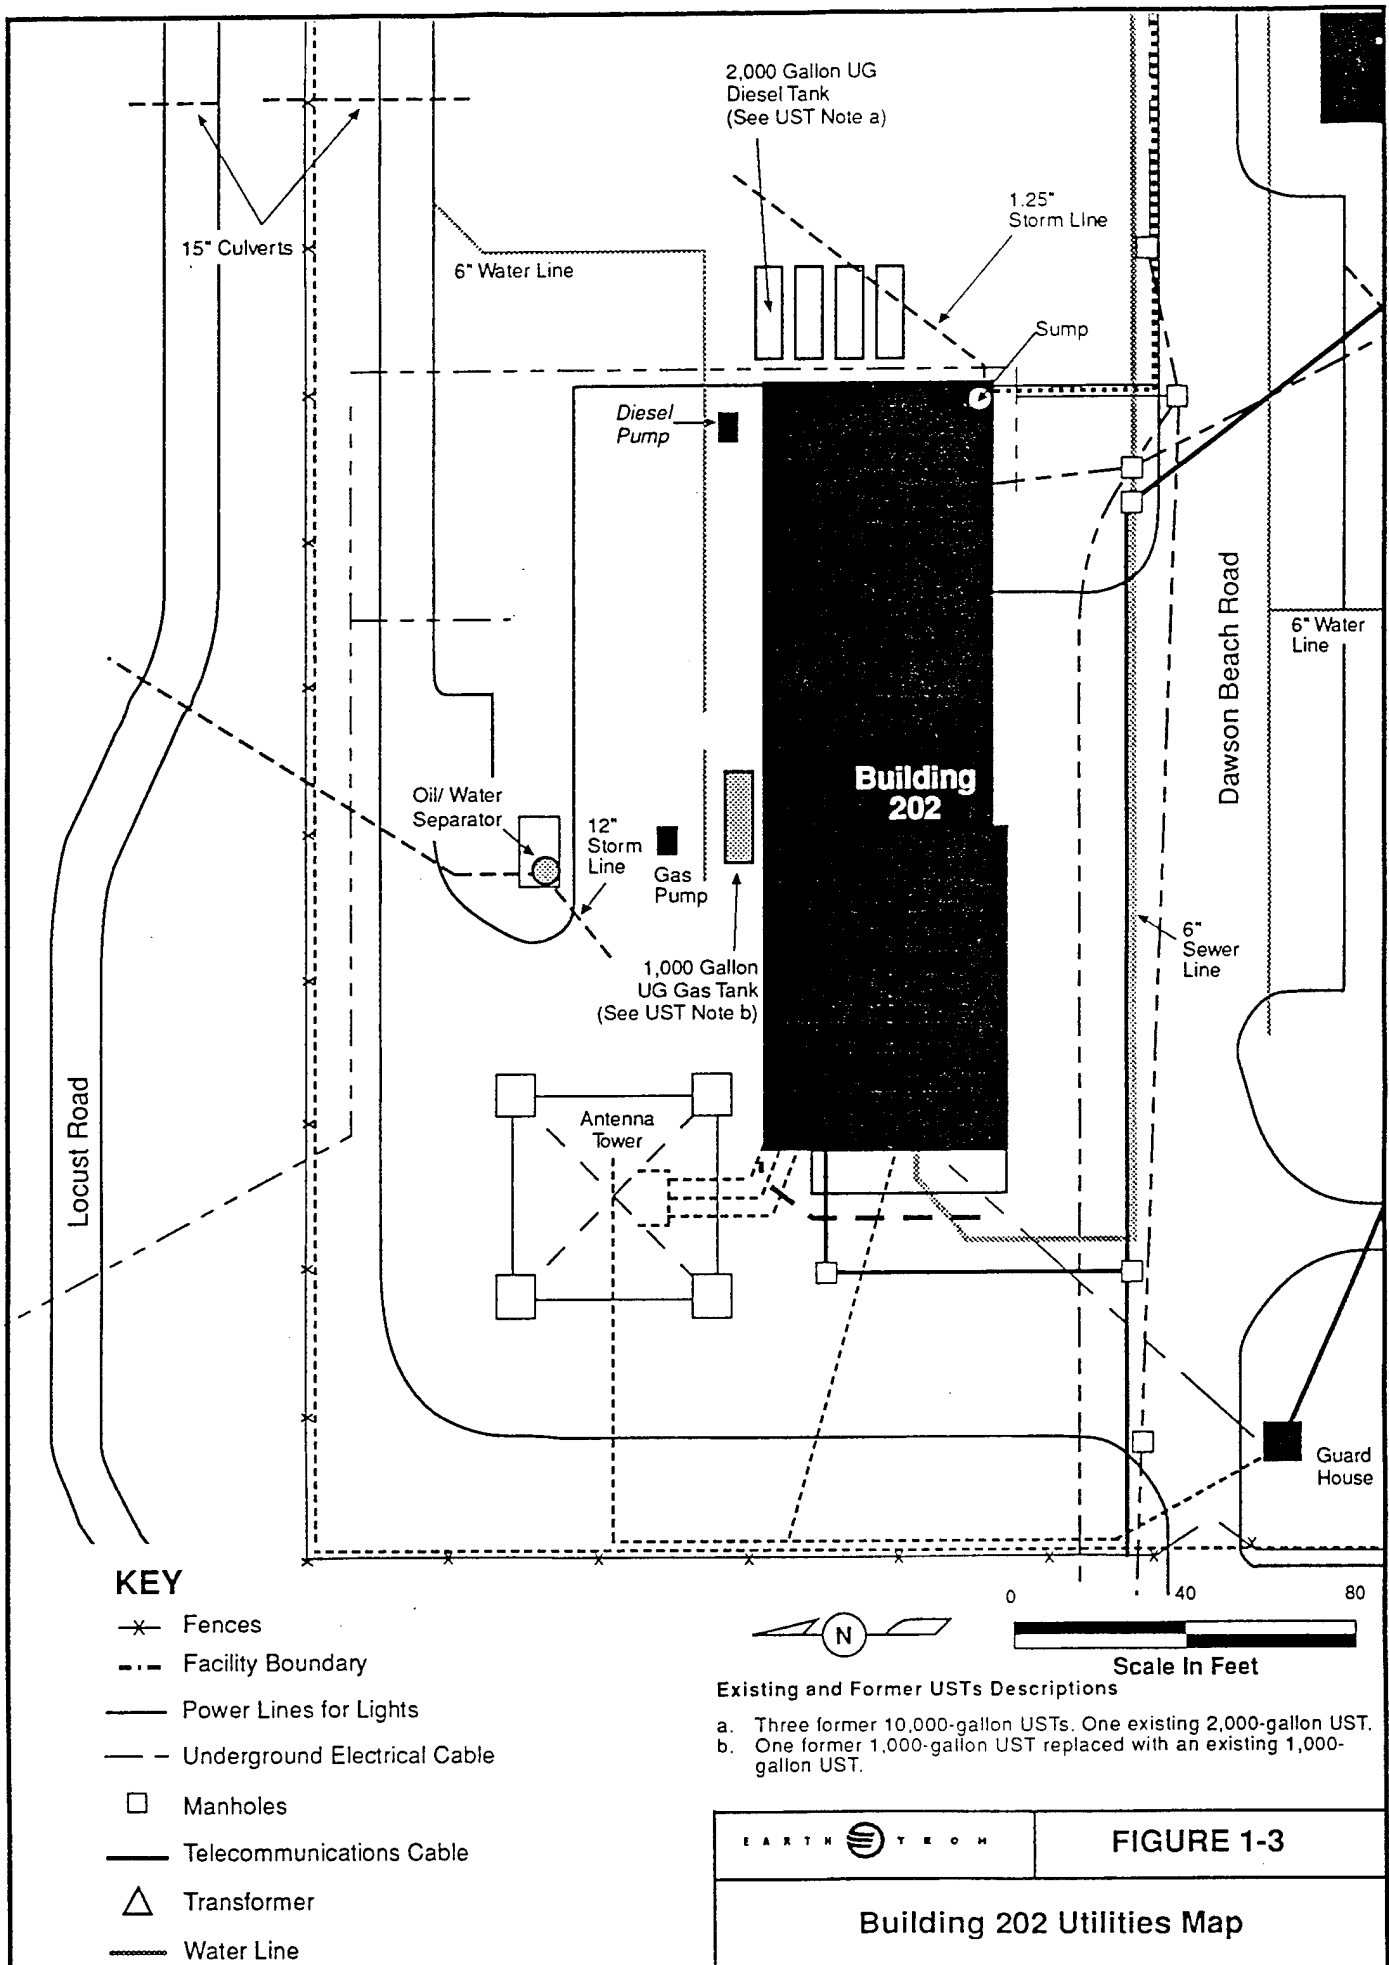 2,000 Gallon UG
Diesel Tank
(See UST Note a)
1.25"
Storm Line
15" Culverts
6" Water Line
Sump
Diesel
Pump
Dawson Beach Road
6" Water
Line
Building
202
Oil/ Water
Separator
12"
Storm
Line
Gas
Pump
6"
Sewer
Line
1,000 Gallon
UG Gas Tank
(See UST Note b)
Locust Road
Antenna
Tower
Guard
House
KEY
Fences
Facility Boundary
Power Lines for Lights
Underground Electrical Cable
Manholes
Telecommunications Cable
Transformer
Water Line
N
0 40 80
Scale In Feet
Existing and Former USTs Descriptions
a. Three former 10,000-gallon USTs. One existing 2,000-gallon UST.
b. One former 1,000-gallon UST replaced with an existing 1,000-
gallon UST.
EARTH TECH
FIGURE 1-3
Building 202 Utilities Map